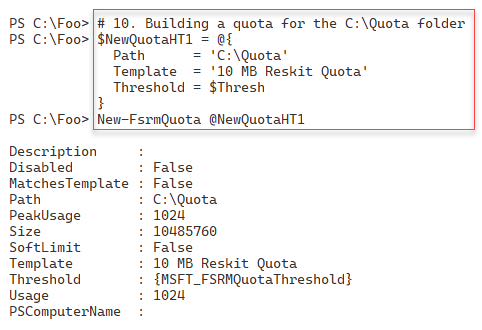 PS C:\Foo> # 10. Building a quota for the C:\Quota folder
PS C:\Foo> $NewQuotaHT1 = @{
  Path      = 'C:\Quota'
  Template  = '10 MB Reskit Quota'
  Threshold = $Thresh
}
PS C:\Foo> New-FsrmQuota @NewQuotaHT1
Description     :
Disabled        : False
MatchesTemplate : False
Path            : C:\Quota
PeakUsage       : 1024
Size            : 10485760
SoftLimit       : False
Template        : 10 MB Reskit Quota
Threshold       : {MSFT_FSRMQuotaThreshold}
Usage           : 1024
PSComputerName  :